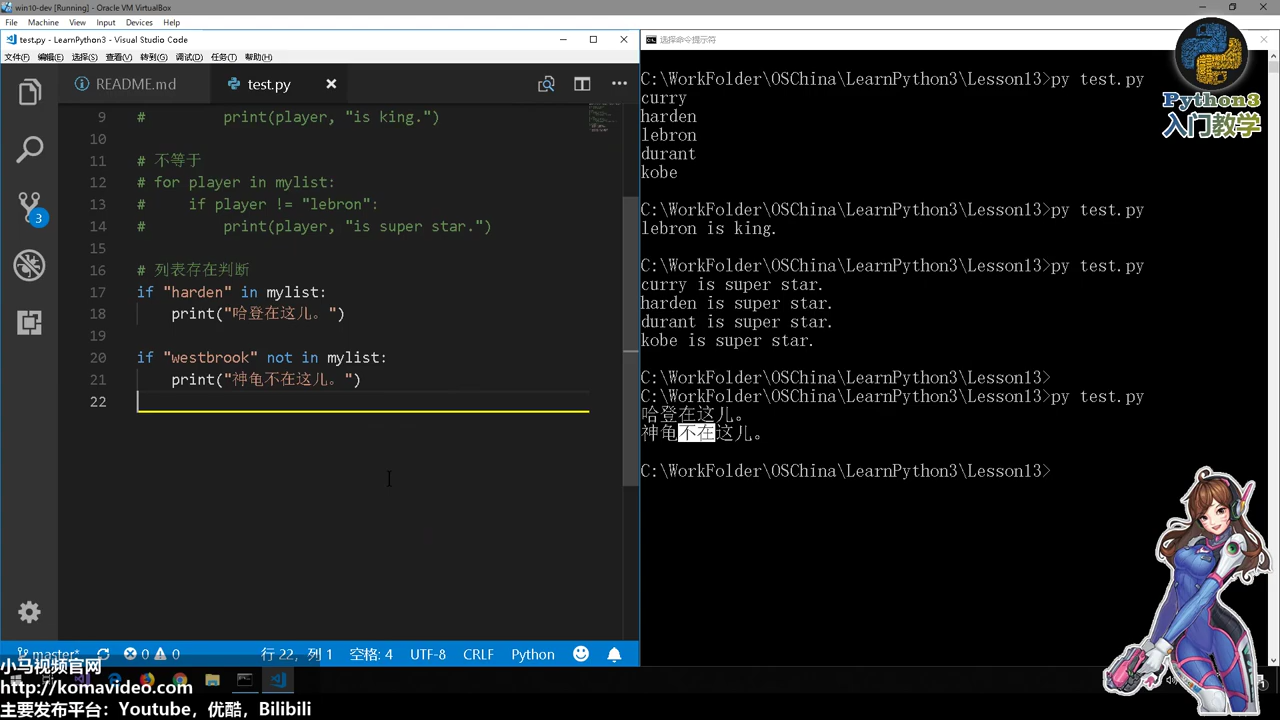 win10-dev [Running] - Oracle VM VirtualBox
File Machine View Input Devices Help
test.py - LearnPython3 - Visual Studio Code
文件(F) 编辑(E) 选择(S) 查看(V) 转到(G) 调试(D) 任务(T) 帮助(H)
README.md test.py
9 # print(player, "is king.")
10
11 # 不等于
12 # for player in mylist:
13 # if player != "lebron":
14 # print(player, "is super star.")
15
16 # 列表存在判断
17 if "harden" in mylist:
18 print("哈登在这儿。")
19
20 if "westbrook" not in mylist:
21 print("神龟不在这儿。")
22
3
master* 0 0 行 22，列 1 空格: 4 UTF-8 CRLF Python
选择命令提示符
C:\WorkFolder\OSChina\LearnPython3\Lesson13>py test.py
curry
harden
lebron
durant
kobe
C:\WorkFolder\OSChina\LearnPython3\Lesson13>py test.py
lebron is king.
C:\WorkFolder\OSChina\LearnPython3\Lesson13>py test.py
curry is super star.
harden is super star.
durant is super star.
kobe is super star.
C:\WorkFolder\OSChina\LearnPython3\Lesson13>
C:\WorkFolder\OSChina\LearnPython3\Lesson13>py test.py
哈登在这儿。
神龟不在这儿。
C:\WorkFolder\OSChina\LearnPython3\Lesson13>
Python3
入门教学
小马视频官网
http://komavideo.com
主要发布平台：Youtube，优酷，Bilibili